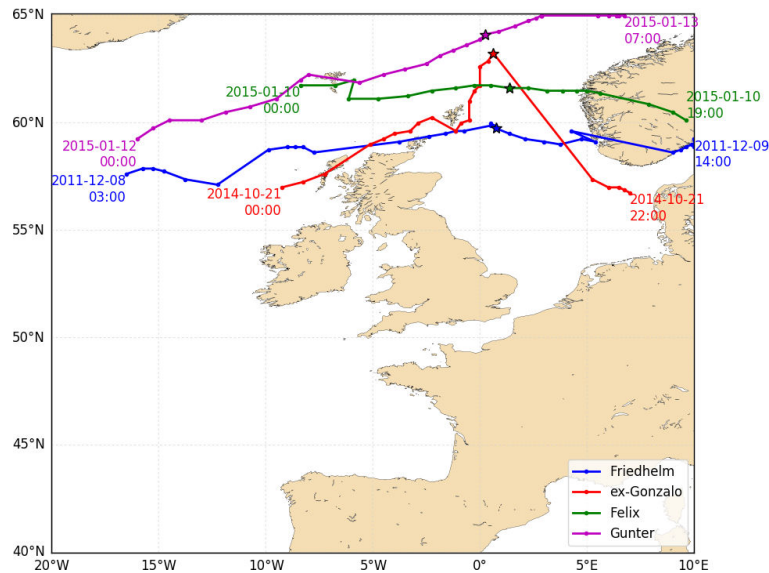 65°N
60°N
55°N
50°N
45°N
40°N
20°W
15°W
10°W
5°W
0°W
5°E
10°E
2015-01-13
07:00
2015-01-10
00:00
2015-01-10
19:00
2015-01-12
00:00
2011-12-09
14:00
2011-12-08
03:00
2014-10-21
00:00
2014-10-21
22:00
Friedhelm
ex-Gonzalo
Felix
Gunter